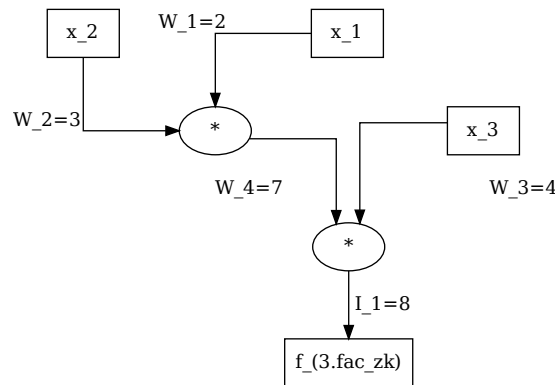 W_1=2
x_2
x_1
W_2=3
*
x_3
W_4=7
W_3=4
*
I_1=8
f_(3.fac_zk)